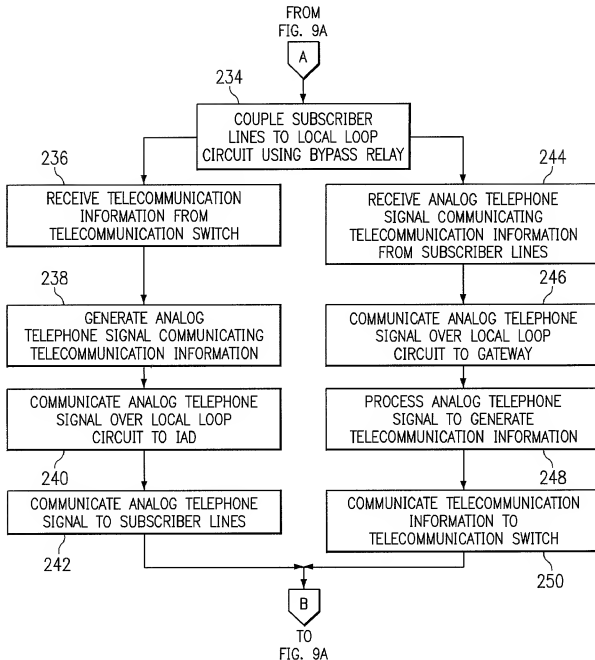 FROM
FIG. 9A
A
234
COUPLE SUBSCRIBER
LINES TO LOCAL LOOP
CIRCUIT USING BYPASS RELAY
236
RECEIVE TELECOMMUNICATION
INFORMATION FROM
TELECOMMUNICATION SWITCH
238
GENERATE ANALOG
TELEPHONE SIGNAL COMMUNICATING
TELECOMMUNICATION INFORMATION
COMMUNICATE ANALOG TELEPHONE
SIGNAL OVER LOCAL LOOP
CIRCUIT TO IAD
240
COMMUNICATE ANALOG TELEPHONE
SIGNAL TO SUBSCRIBER LINES
242
244
RECEIVE ANALOG TELEPHONE
SIGNAL COMMUNICATING
TELECOMMUNICATION INFORMATION
FROM SUBSCRIBER LINES
246
COMMUNICATE ANALOG TELEPHONE
SIGNAL OVER LOCAL LOOP
CIRCUIT TO GATEWAY
PROCESS ANALOG TELEPHONE
SIGNAL TO GENERATE
TELECOMMUNICATION INFORMATION
248
COMMUNICATE TELECOMMUNICATION
INFORMATION TO
TELECOMMUNICATION SWITCH
250
B
TO
FIG. 9A